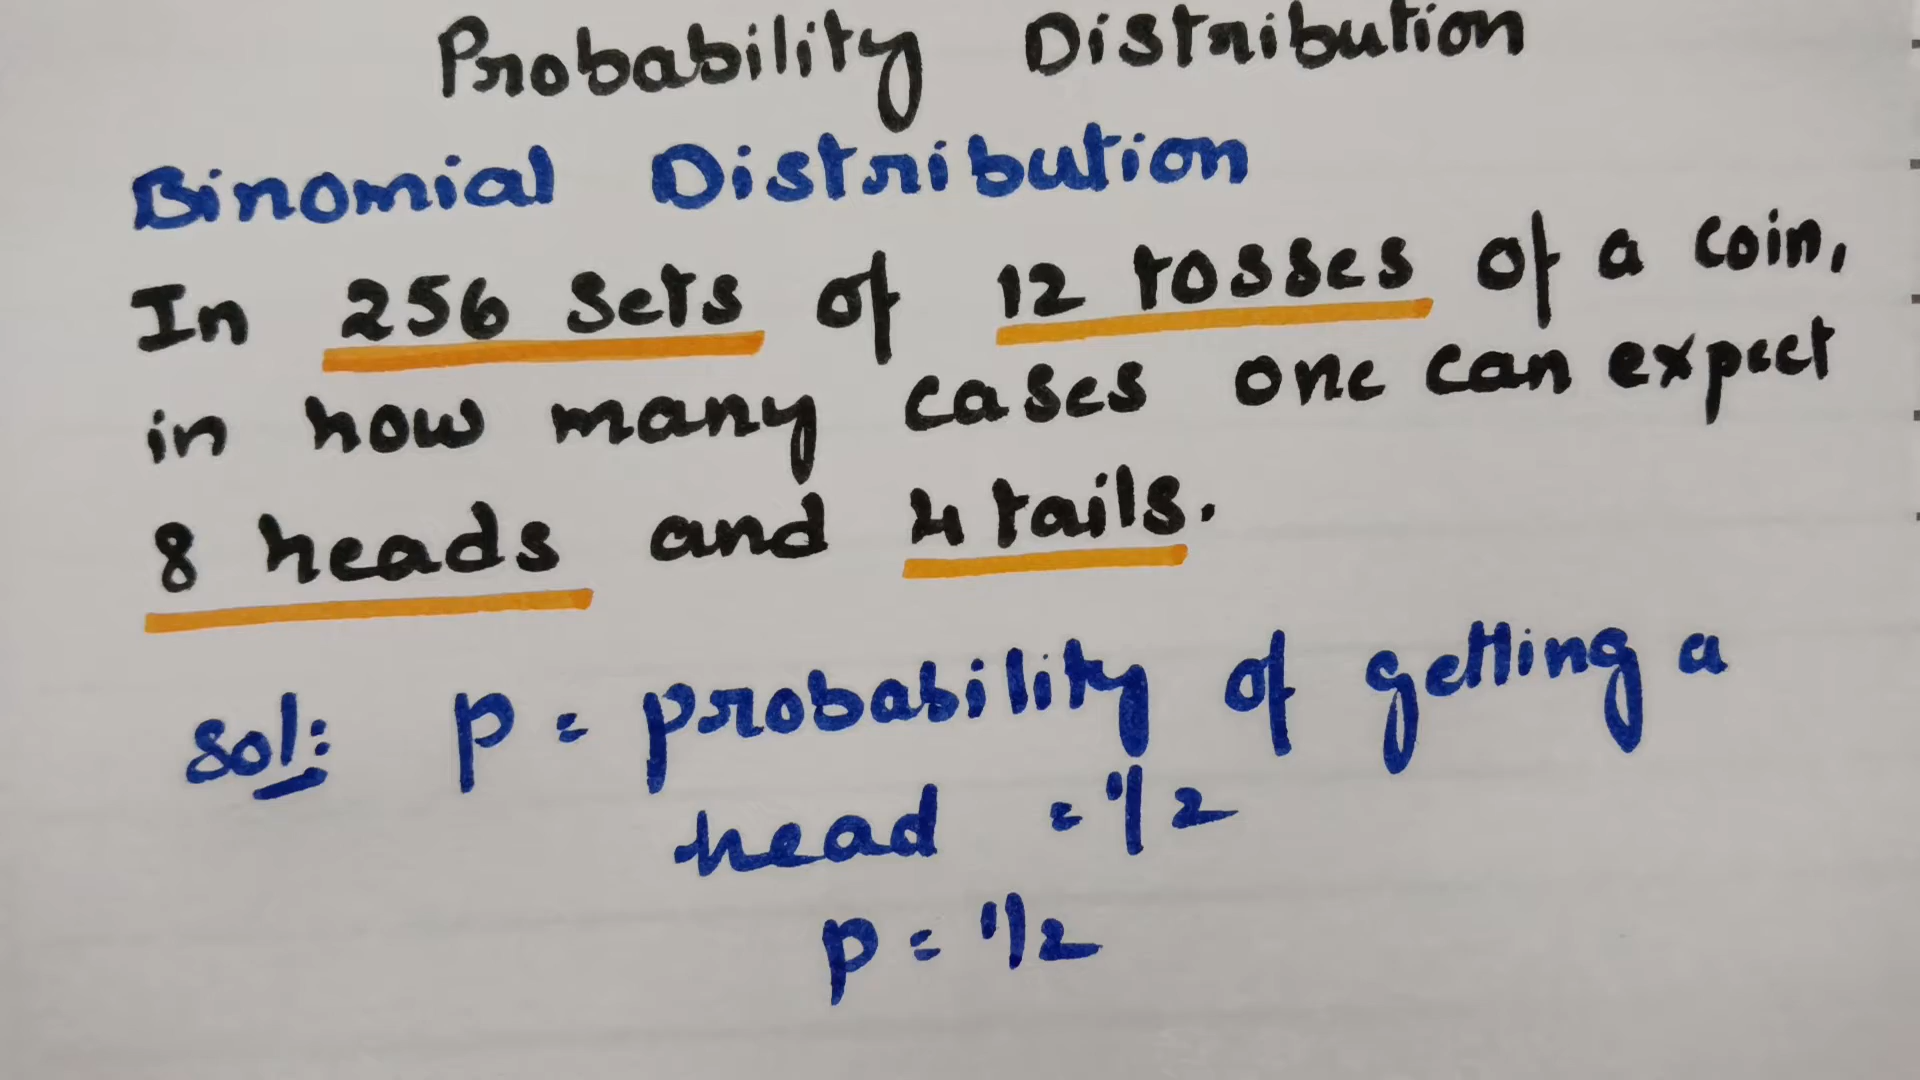 Probability Distribution
Binomial Distribution
In 256 sets of 12 tosses of a coin,
in how many cases one can expect
8 heads and 4 tails.
Sol: p = probability of getting a
head = 1/2
p = 1/2